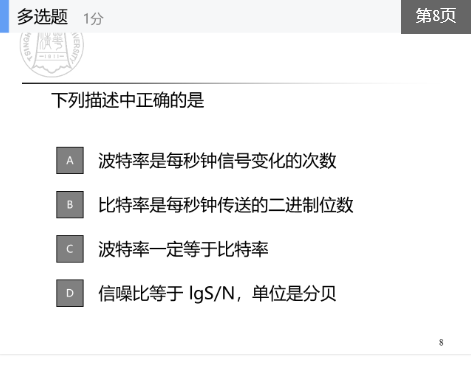 多选题 1分
第8页
下列描述中正确的是
A 波特率是每秒钟信号变化的次数
B 比特率是每秒钟传送的二进制位数
C 波特率一定等于比特率
D 信噪比等于 lgS/N，单位是分贝
8